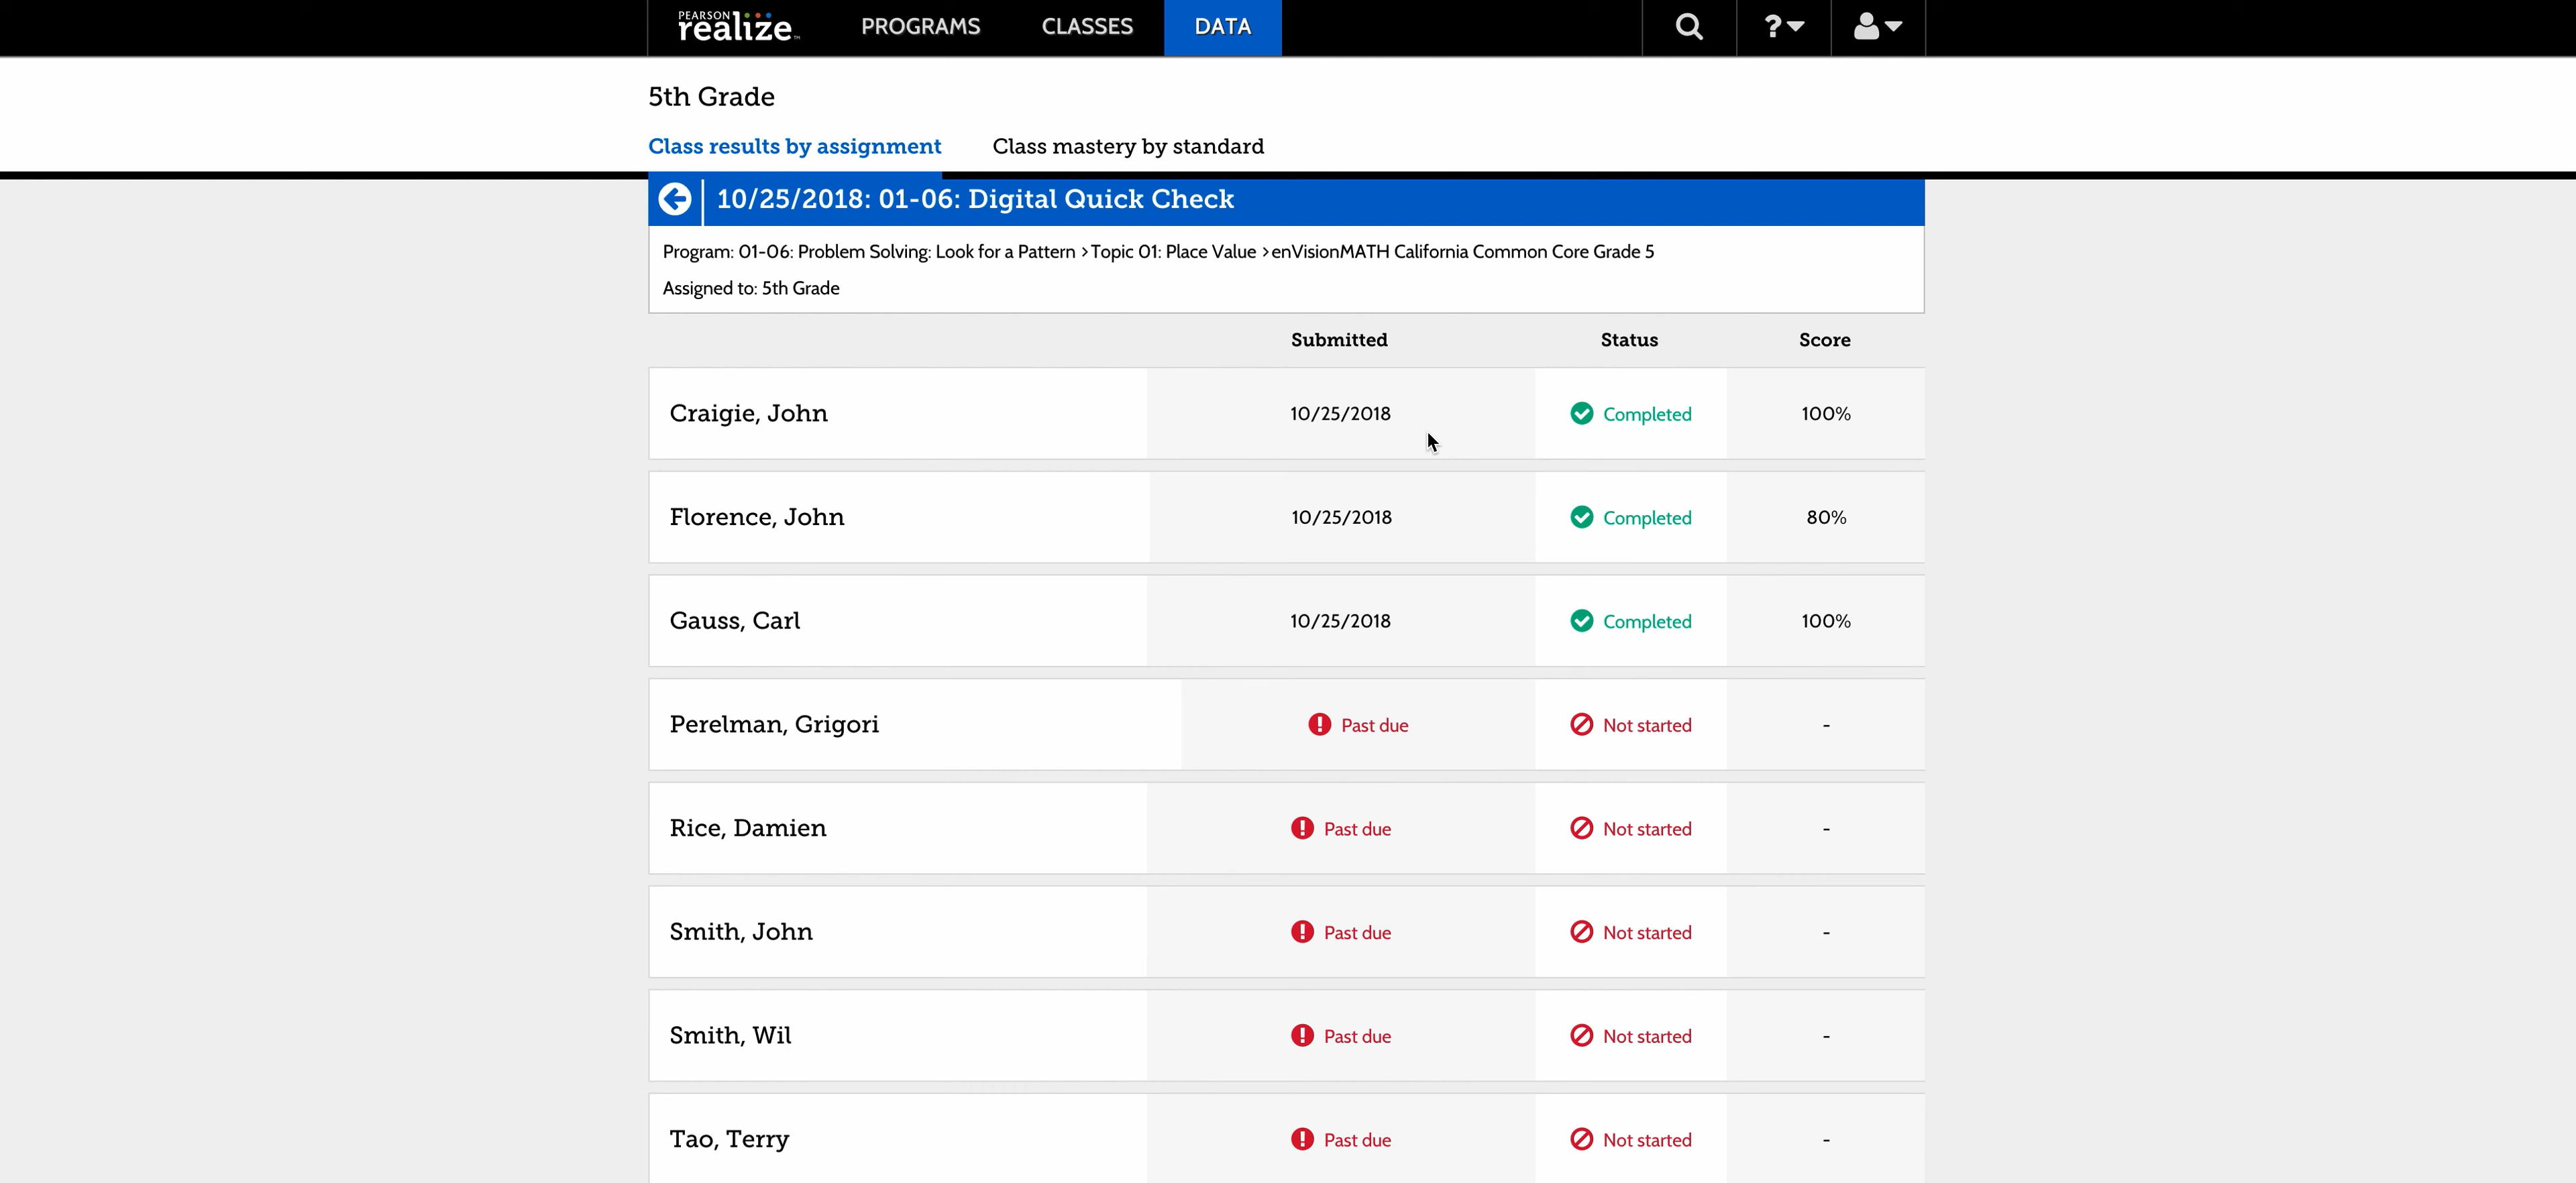 PEARSON
realize™ PROGRAMS CLASSES DATA ?
5th Grade
Class results by assignment Class mastery by standard
10/25/2018: 01-06: Digital Quick Check
Program: 01-06: Problem Solving: Look for a Pattern >Topic 01: Place Value >enVisionMATH California Common Core Grade 5
Assigned to: 5th Grade
Submitted Status Score
Craigie, John 10/25/2018 Completed 100%
Florence, John 10/25/2018 Completed 80%
Gauss, Carl 10/25/2018 Completed 100%
Perelman, Grigori Past due Not started -
Rice, Damien Past due Not started -
Smith, John Past due Not started -
Smith, Wil Past due Not started -
Tao, Terry Past due Not started -